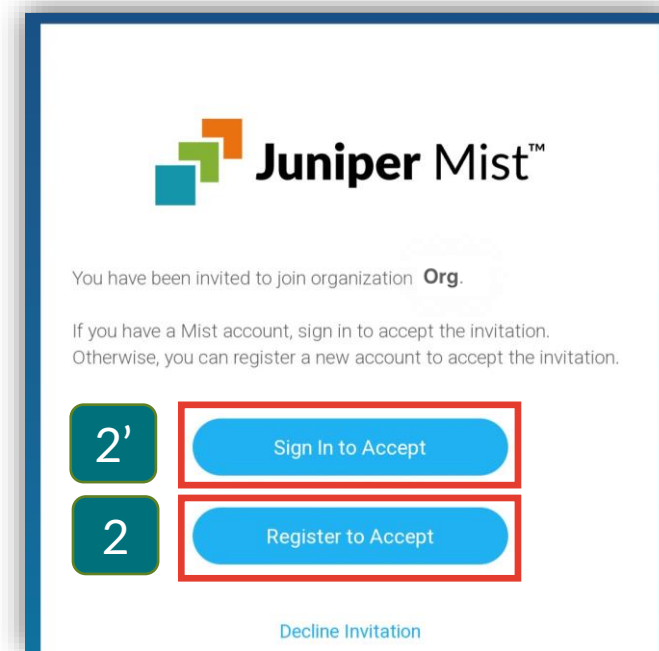 Juniper Mist™
You have been invited to join organization Org.
If you have a Mist account, sign in to accept the invitation.
Otherwise, you can register a new account to accept the invitation.
2’ Sign In to Accept
2 Register to Accept
Decline Invitation